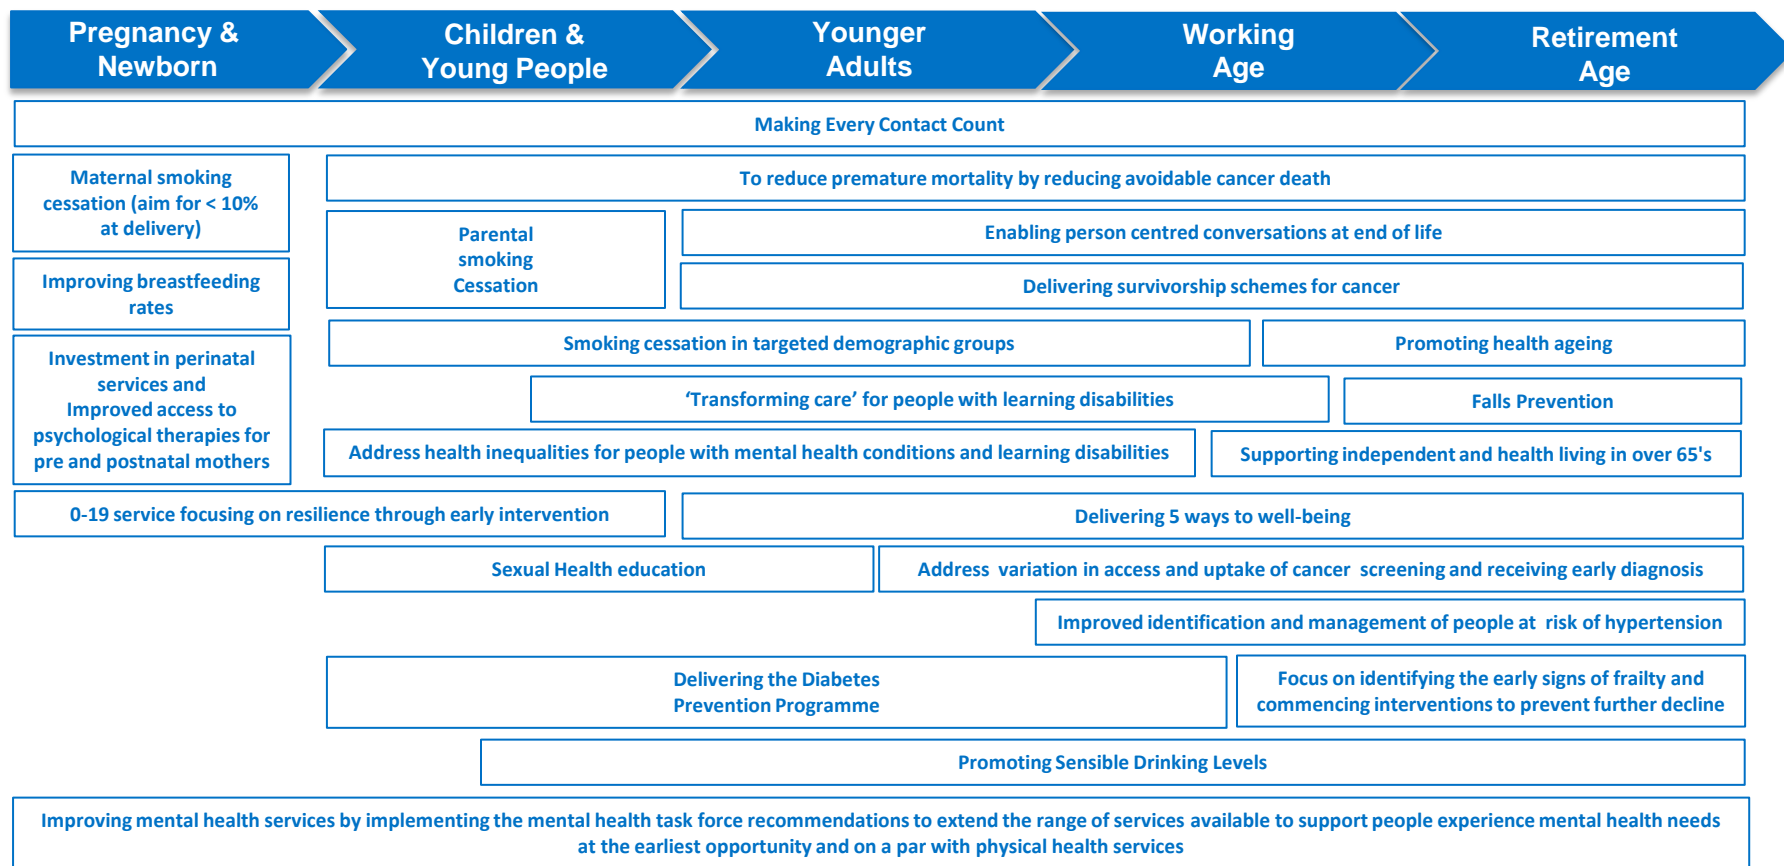 Pregnancy &
Newborn
Children &
Young People
Younger
Adults
Working
Age
Retirement
Age
Making Every Contact Count
Maternal smoking
cessation (aim for < 10%
at delivery)
To reduce premature mortality by reducing avoidable cancer death
Parental
smoking
Cessation
Enabling person centred conversations at end of life
Improving breastfeeding
rates
Delivering survivorship schemes for cancer
Investment in perinatal
services and
Improved access to
psychological therapies for
pre and postnatal mothers
Smoking cessation in targeted demographic groups
Promoting health ageing
‘Transforming care’ for people with learning disabilities
Falls Prevention
Address health inequalities for people with mental health conditions and learning disabilities
Supporting independent and health living in over 65's
0-19 service focusing on resilience through early intervention
Delivering 5 ways to well-being
Sexual Health education
Address variation in access and uptake of cancer screening and receiving early diagnosis
Improved identification and management of people at risk of hypertension
Delivering the Diabetes
Prevention Programme
Focus on identifying the early signs of frailty and
commencing interventions to prevent further decline
Promoting Sensible Drinking Levels
Improving mental health services by implementing the mental health task force recommendations to extend the range of services available to support people experience mental health needs
at the earliest opportunity and on a par with physical health services